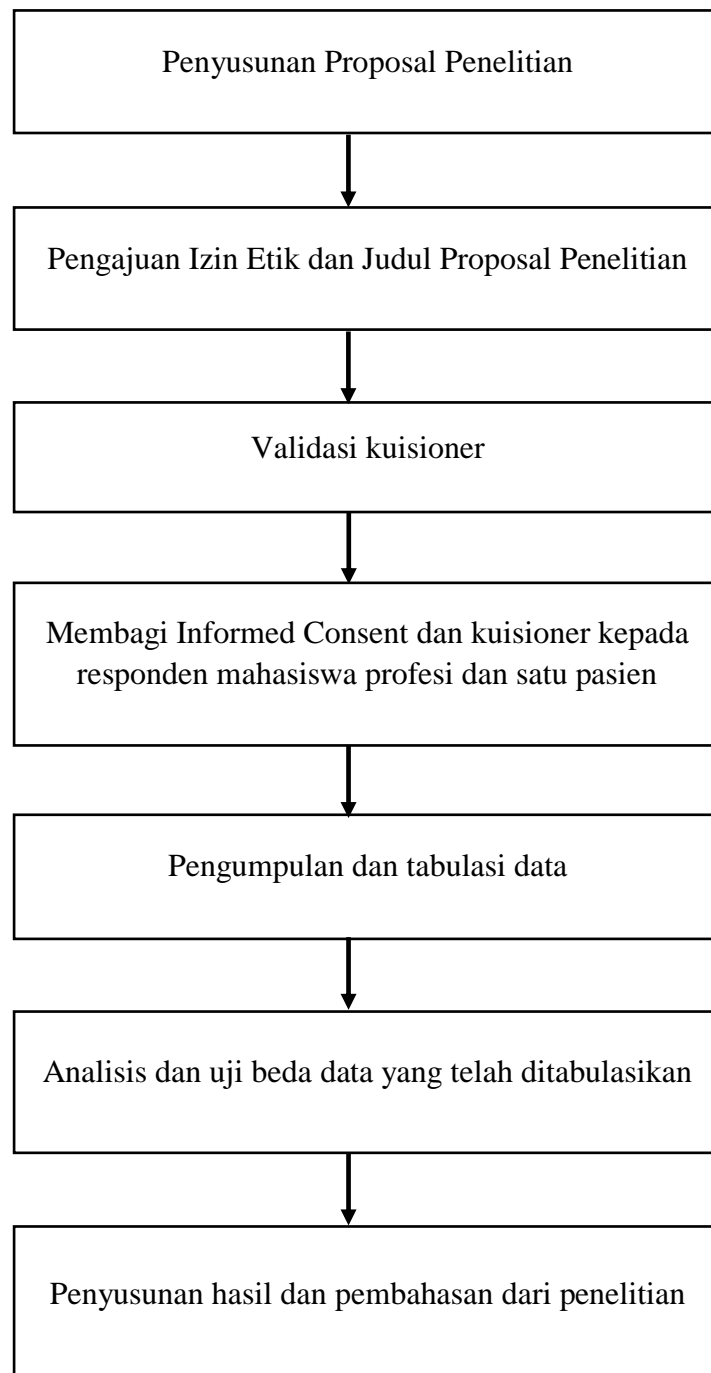 Penyusunan Proposal Penelitian
Pengajuan Izin Etik dan Judul Proposal Penelitian
Validasi kuisioner
Membagi Informed Consent dan kuisioner kepada
responden mahasiswa profesi dan satu pasien
Pengumpulan dan tabulasi data
Analisis dan uji beda data yang telah ditabulasikan
Penyusunan hasil dan pembahasan dari penelitian